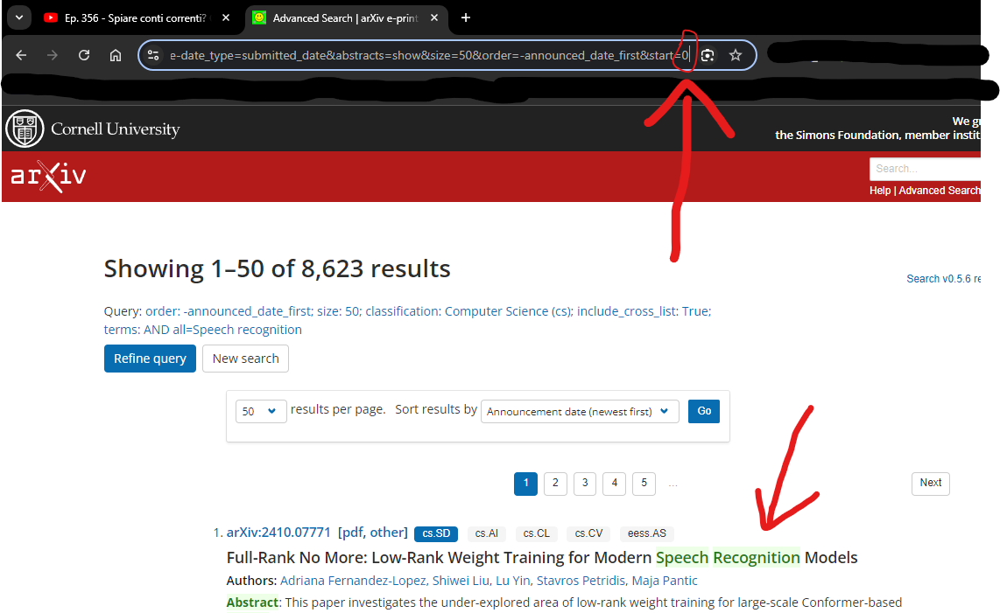 Ep. 356 - Spiare conti correnti?
Advanced Search | arXiv e-print
e-date_type=submitted_date&abstracts=show&size=50&order=-announced_date_first&start=0
Cornell University
We g
the Simons Foundation, member instit
arXiv
Search...
Help | Advanced Search
Showing 1–50 of 8,623 results
Search v0.5.6 re
Query: order: -announced_date_first; size: 50; classification: Computer Science (cs); include_cross_list: True;
terms: AND all=Speech recognition
Refine query New search
50 results per page. Sort results by Announcement date (newest first) Go
1 2 3 4 5 ... Next
1. arXiv:2410.07771 [pdf, other] cs.SD cs.AI cs.CL cs.CV eess.AS
Full-Rank No More: Low-Rank Weight Training for Modern Speech Recognition Models
Authors: Adriana Fernandez-Lopez, Shiwei Liu, Lu Yin, Stavros Petridis, Maja Pantic
Abstract: This paper investigates the under-explored area of low-rank weight training for large-scale Conformer-based